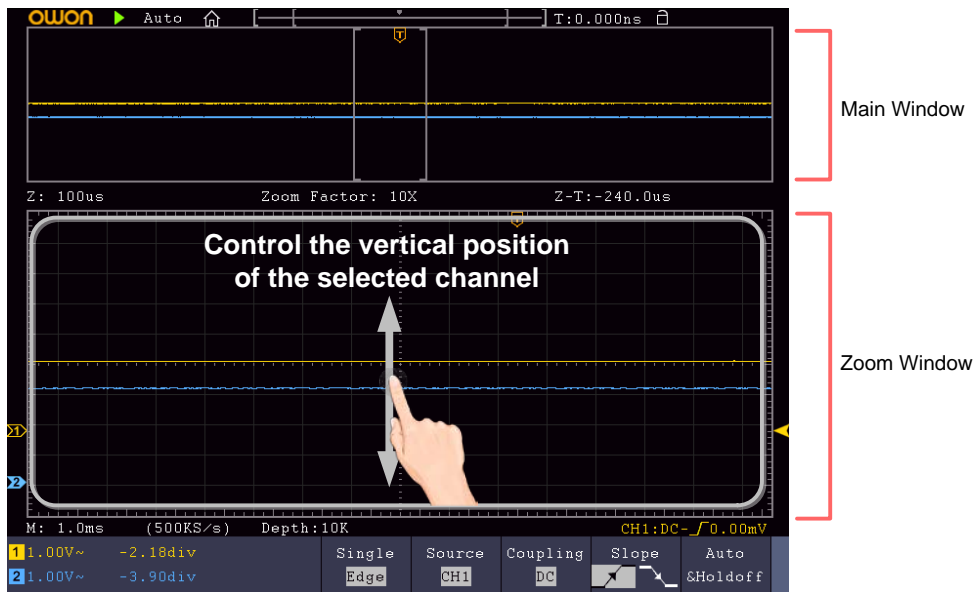 OWON Auto T:0.000ns
T
Main Window
Z: 100us Zoom Factor: 10X Z-T:-240.0us
T
Control the vertical position
of the selected channel
Zoom Window
1
2
M: 1.0ms (500KS/s) Depth:10K CH1:DC- 0.00mV
1 1.00V~ -2.18div Single Source Coupling Slope Auto
2 1.00V~ -3.90div Edge CH1 DC &Holdoff